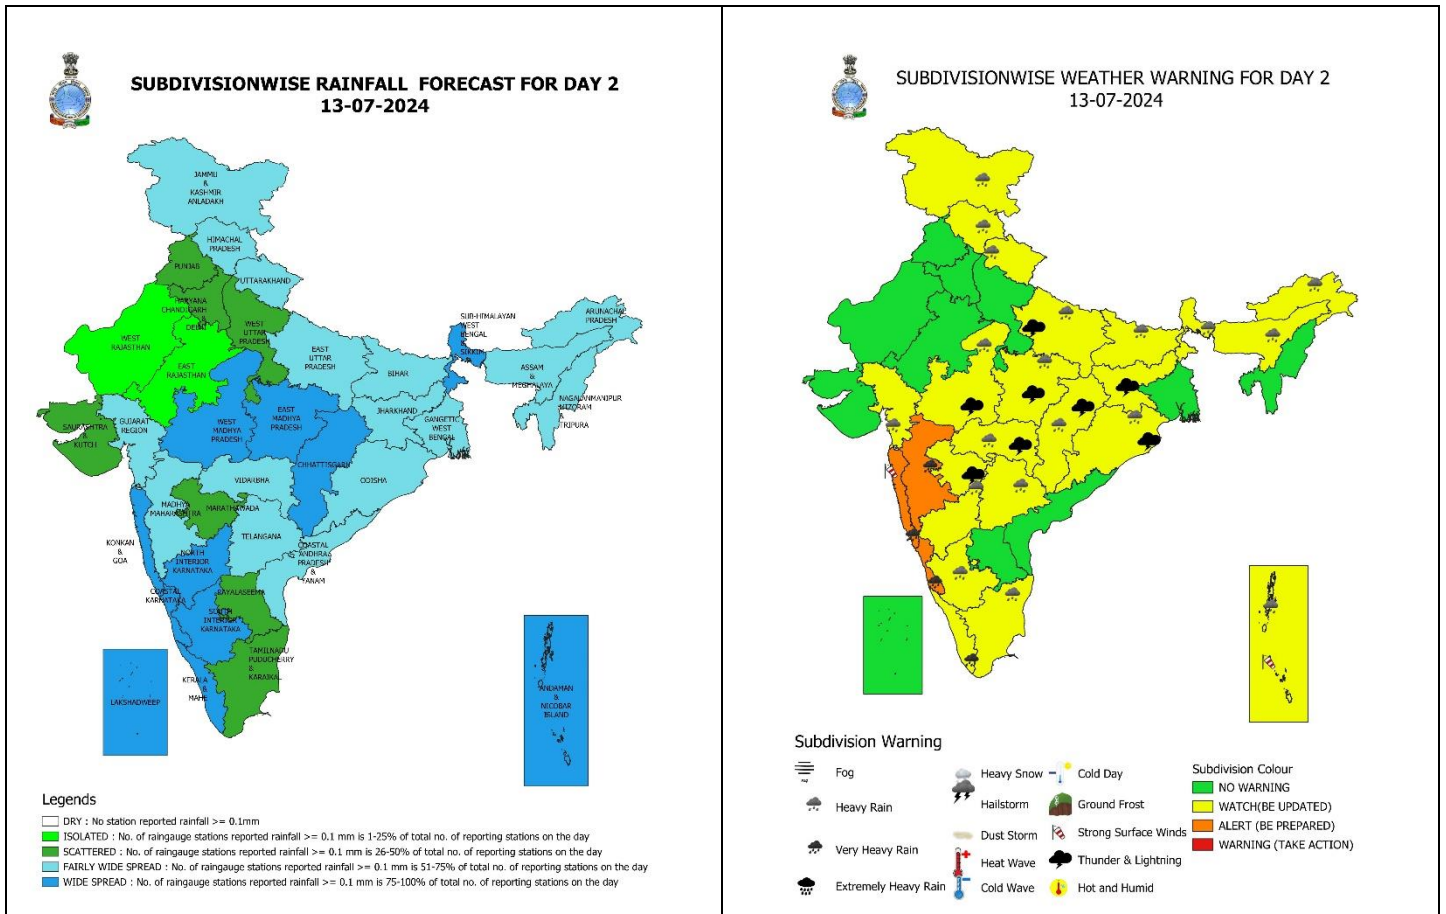 SUBDIVISIONWISE RAINFALL FORECAST FOR DAY 2
13-07-2024
JAMMU
&
KASHMIR
ANLADAKH
HIMACHAL
PRADESH
PUNJAB
UTTARAKHAND
HARYANA
CHANDIGARH
&
DELHI
WEST
UTTAR
PRADESH
WEST
RAJASTHAN
EAST
RAJASTHAN
EAST
UTTAR
PRADESH
SUB-HIMALAYAN
WEST
BENGAL
&
SIKKIM
ARUNACHAL
PRADESH
ASSAM
&
MEGHALAYA
NAGALANMANIPUR
MIZORAM
&
TRIPURA
BIHAR
JHARKHAND
GANGETIC
WEST
BENGAL
SAURASHTRA
&
KUTCH
GUJARAT
REGION
WEST
MADHYA
PRADESH
EAST
MADHYA
PRADESH
CHHATTISGARH
ODISHA
VIDARBHA
MADHYA
MAHARASHTRA
MARATHAWADA
KONKAN
&
GOA
TELANGANA
COASTAL
ANDHRA
PRADESH
&
YANAM
NORTH
INTERIOR
KARNATAKA
COASTAL
KARNATAKA
RAYALASEEMA
SOUTH
INTERIOR
KARNATAKA
TAMILNADU
PUDUCHERRY
&
KARAIKAL
KERALA
&
MAHE
LAKSHADWEEP
ANDAMAN
&
NICOBAR
ISLAND
Legends
DRY : No station reported rainfall >= 0.1mm
ISOLATED : No. of raingauge stations reported rainfall >= 0.1 mm is 1-25% of total no. of reporting stations on the day
SCATTERED : No. of raingauge stations reported rainfall >= 0.1 mm is 26-50% of total no. of reporting stations on the day
FAIRLY WIDE SPREAD : No. of raingauge stations reported rainfall >= 0.1 mm is 51-75% of total no. of reporting stations on the day
WIDE SPREAD : No. of raingauge stations reported rainfall >= 0.1 mm is 75-100% of total no. of reporting stations on the day
SUBDIVISIONWISE WEATHER WARNING FOR DAY 2
13-07-2024
Subdivision Warning
Fog
Heavy Rain
Very Heavy Rain
Extremely Heavy Rain
Heavy Snow
Hailstorm
Dust Storm
Heat Wave
Cold Wave
Cold Day
Ground Frost
Strong Surface Winds
Thunder & Lightning
Hot and Humid
Subdivision Colour
NO WARNING
WATCH(BE UPDATED)
ALERT (BE PREPARED)
WARNING (TAKE ACTION)